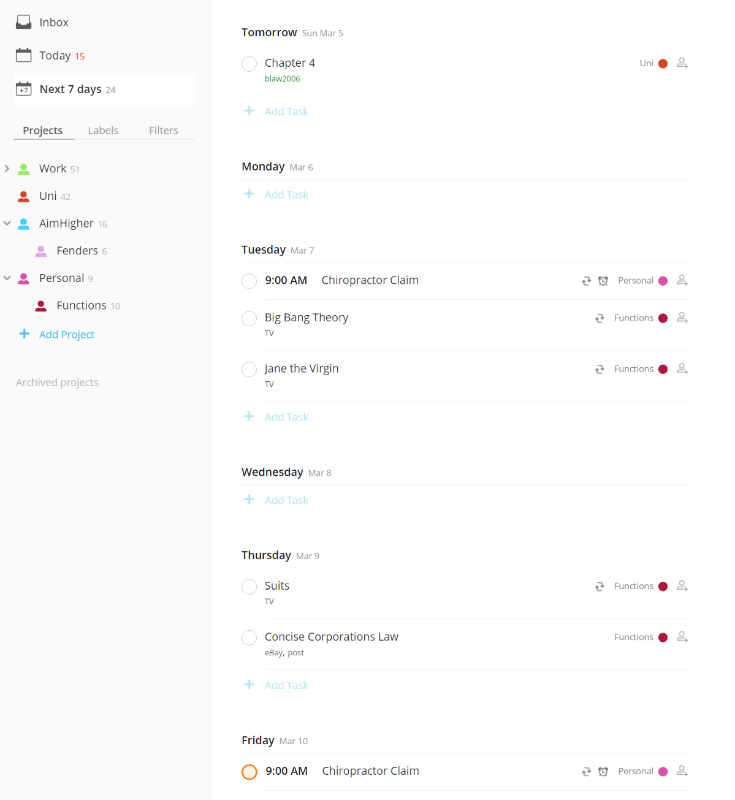 Inbox
Today 15
Next 7 days 24
Projects Labels Filters
Work 51
Uni 42
AimHigher 16
Fenders 6
Personal 9
Functions 10
Add Project
Archived projects
Tomorrow Sun Mar 5
Chapter 4 Uni
blaw2006
Add Task
Monday Mar 6
Add Task
Tuesday Mar 7
9:00 AM Chiropractor Claim Personal
Big Bang Theory Functions
TV
Jane the Virgin Functions
TV
Add Task
Wednesday Mar 8
Add Task
Thursday Mar 9
Suits Functions
TV
Concise Corporations Law Functions
eBay, post
Add Task
Friday Mar 10
9:00 AM Chiropractor Claim Personal